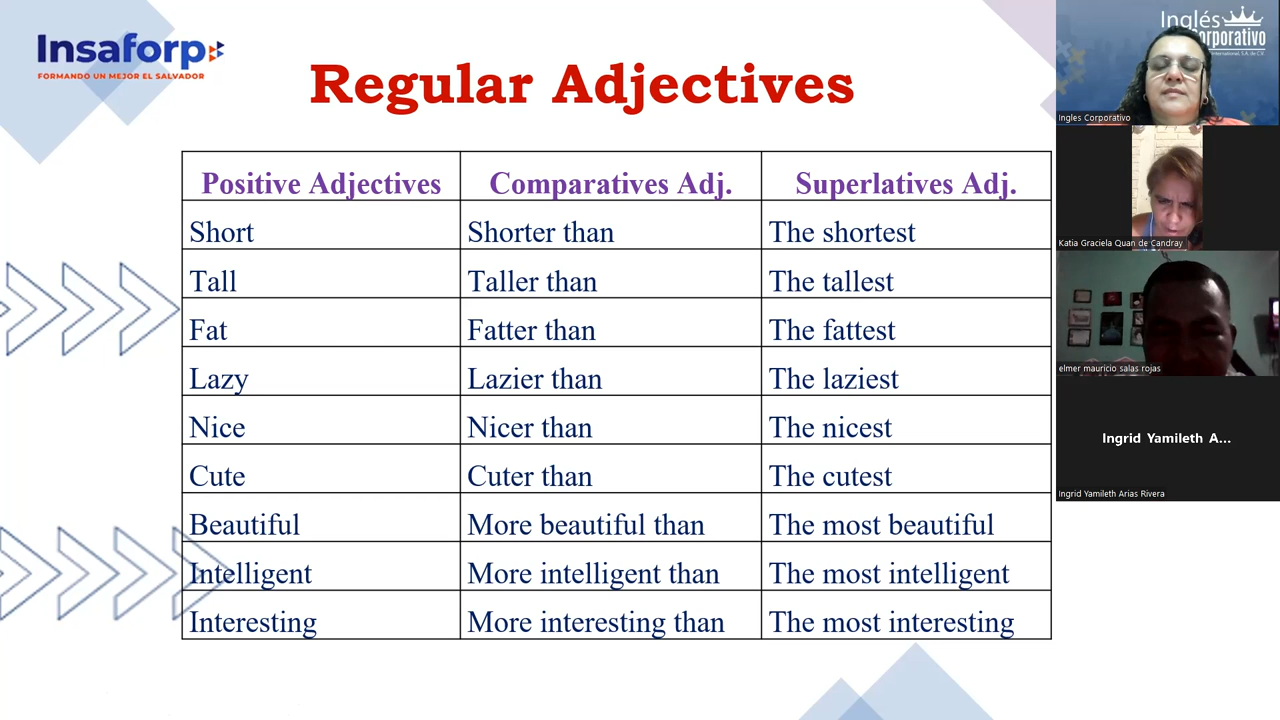 Insaforp
FORMANDO UN MEJOR EL SALVADOR
Regular Adjectives
Positive Adjectives Comparatives Adj. Superlatives Adj.
Short Shorter than The shortest
Tall Taller than The tallest
Fat Fatter than The fattest
Lazy Lazier than The laziest
Nice Nicer than The nicest
Cute Cuter than The cutest
Beautiful More beautiful than The most beautiful
Intelligent More intelligent than The most intelligent
Interesting More interesting than The most interesting
Inglés
orporativo
International, S.A. de C.V.
Ingles Corporativo
Katia Graciela Quan de Candray
elmer mauricio salas rojas
Ingrid Yamileth A...
Ingrid Yamileth Arias Rivera